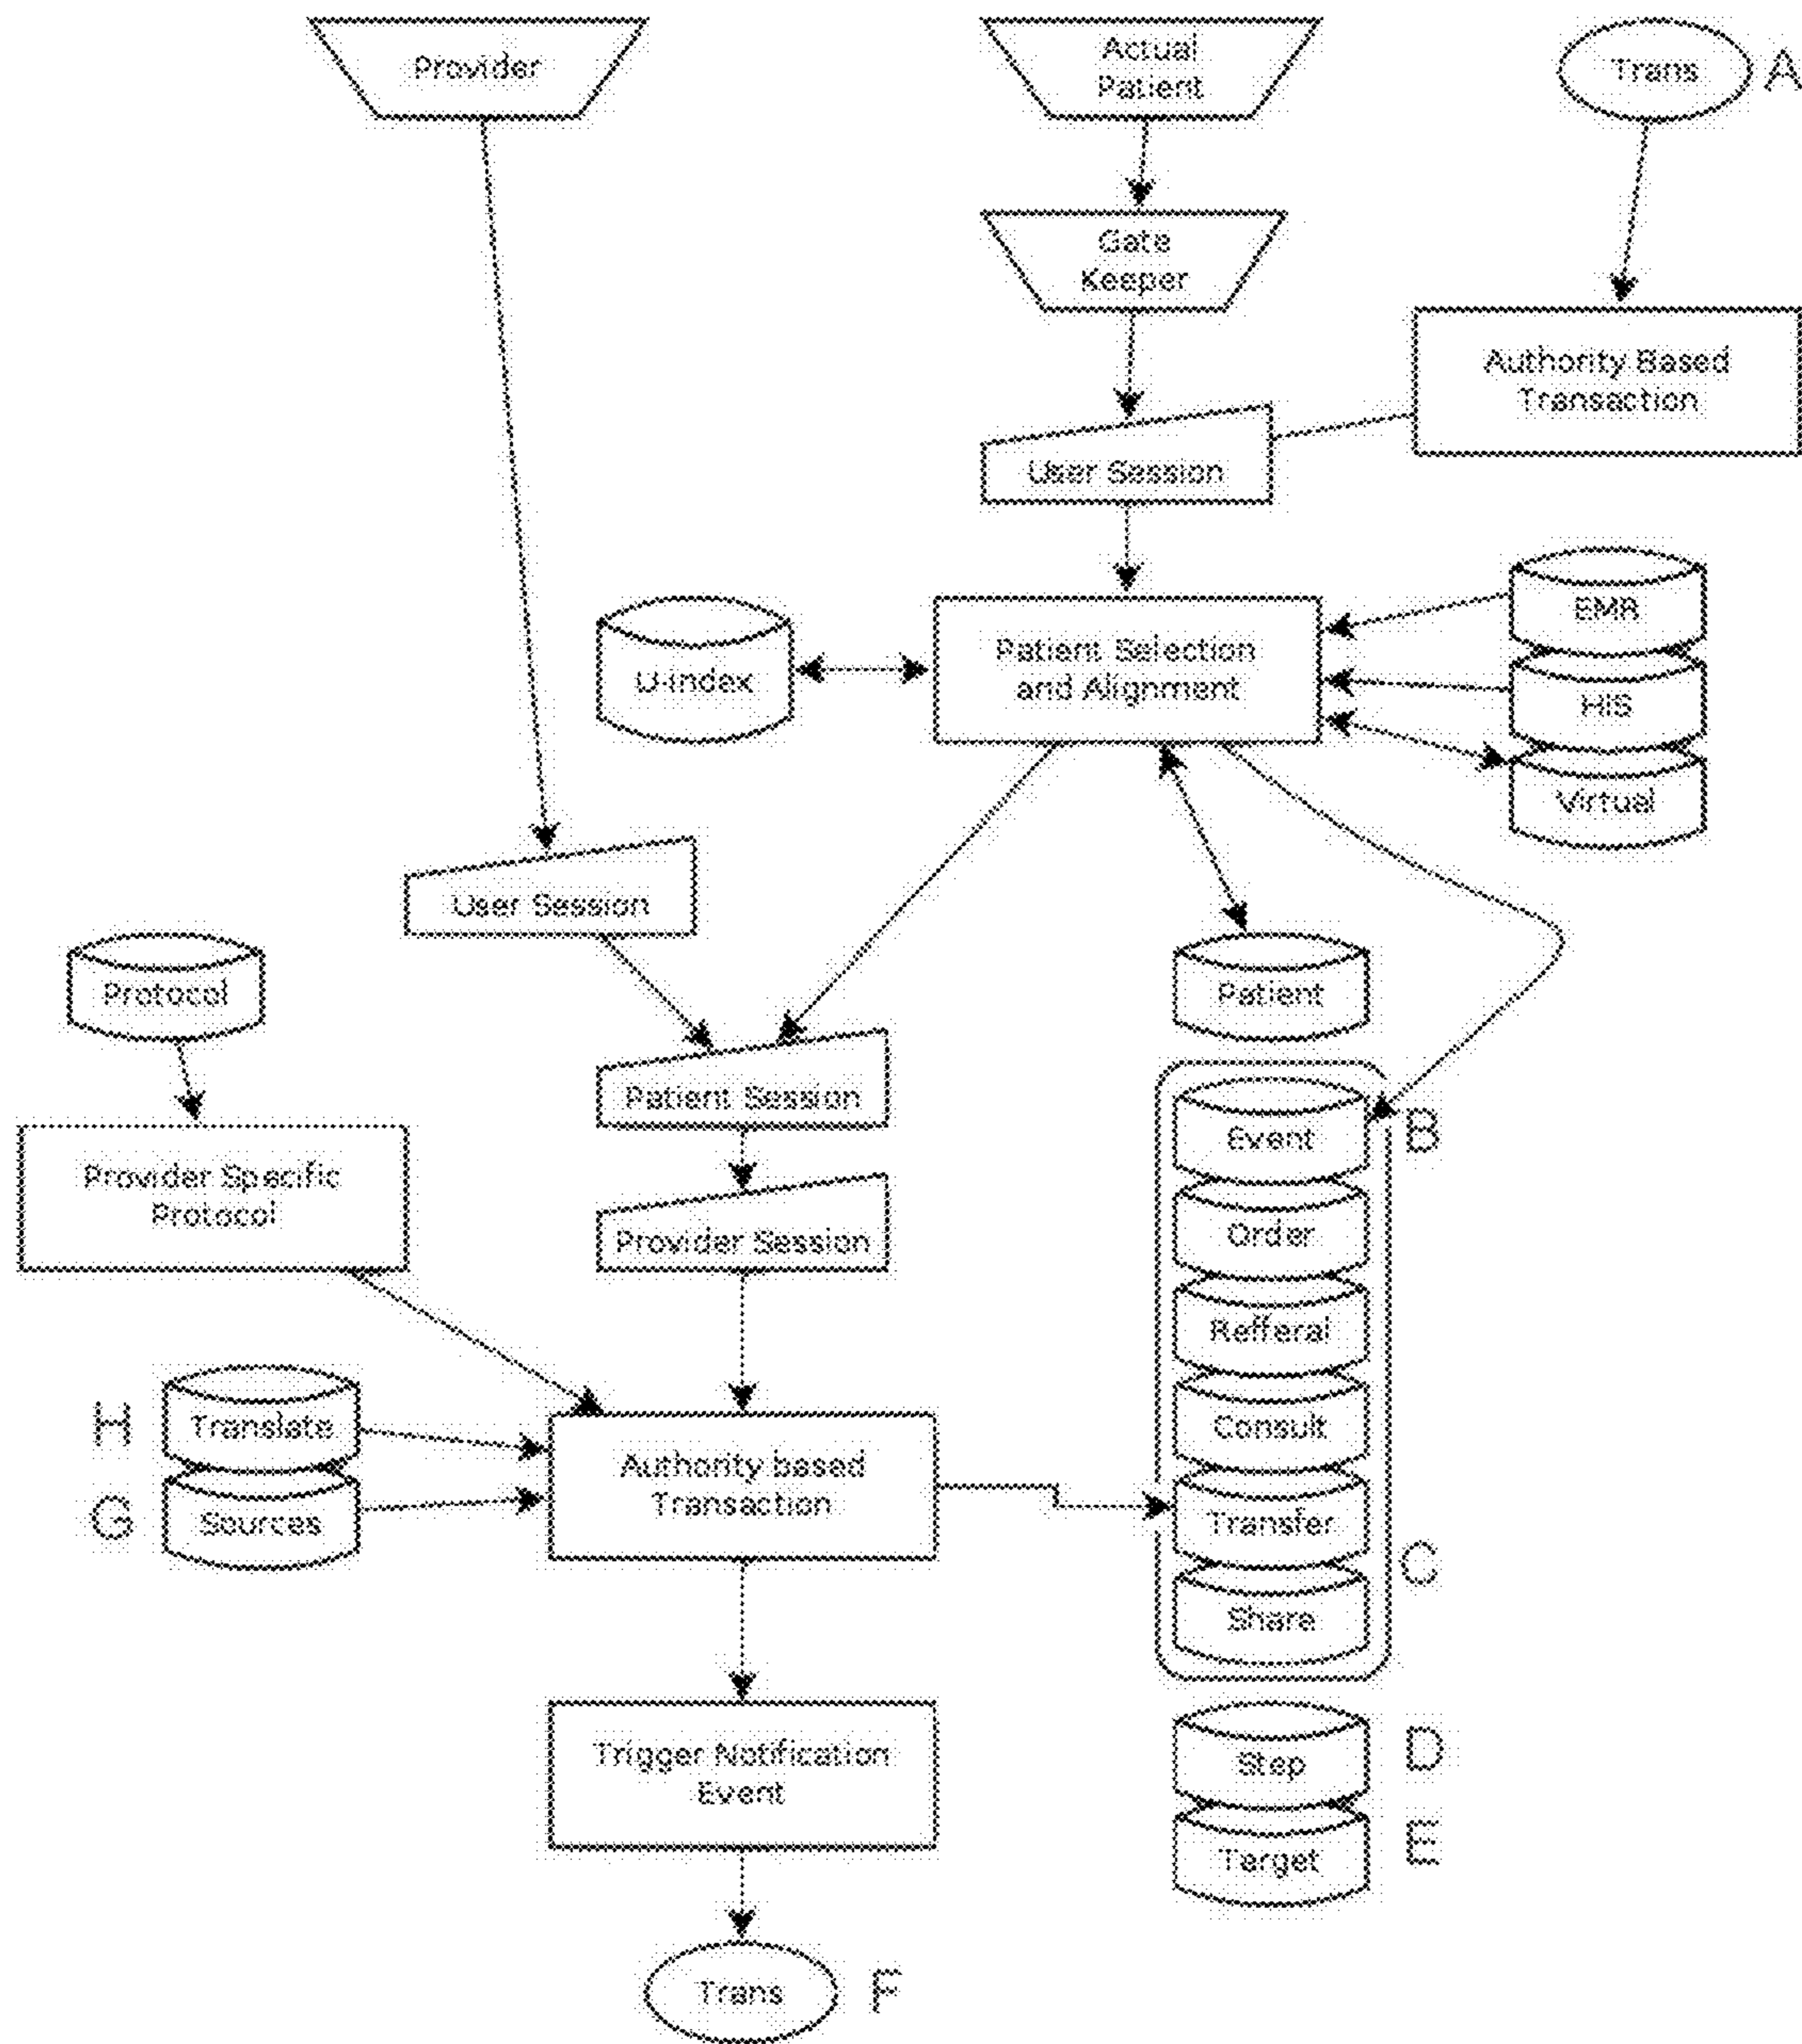 Provider
Actual
Patient
Trans
A
Gate
Keeper
Authority Based
Transaction
User Session
EMR
U-index
Patient Selection
and Alignment
HIS
Virtual
User Session
Protocol
Patient
Patient Session
Event
B
Provider Specific
Protocol
Provider Session
Order
Refferal
H
Translate
Consult
Authority based
Transaction
G
Sources
Transfer
C
Share
Trigger Notification
Event
Step
D
Target
E
Trans
F